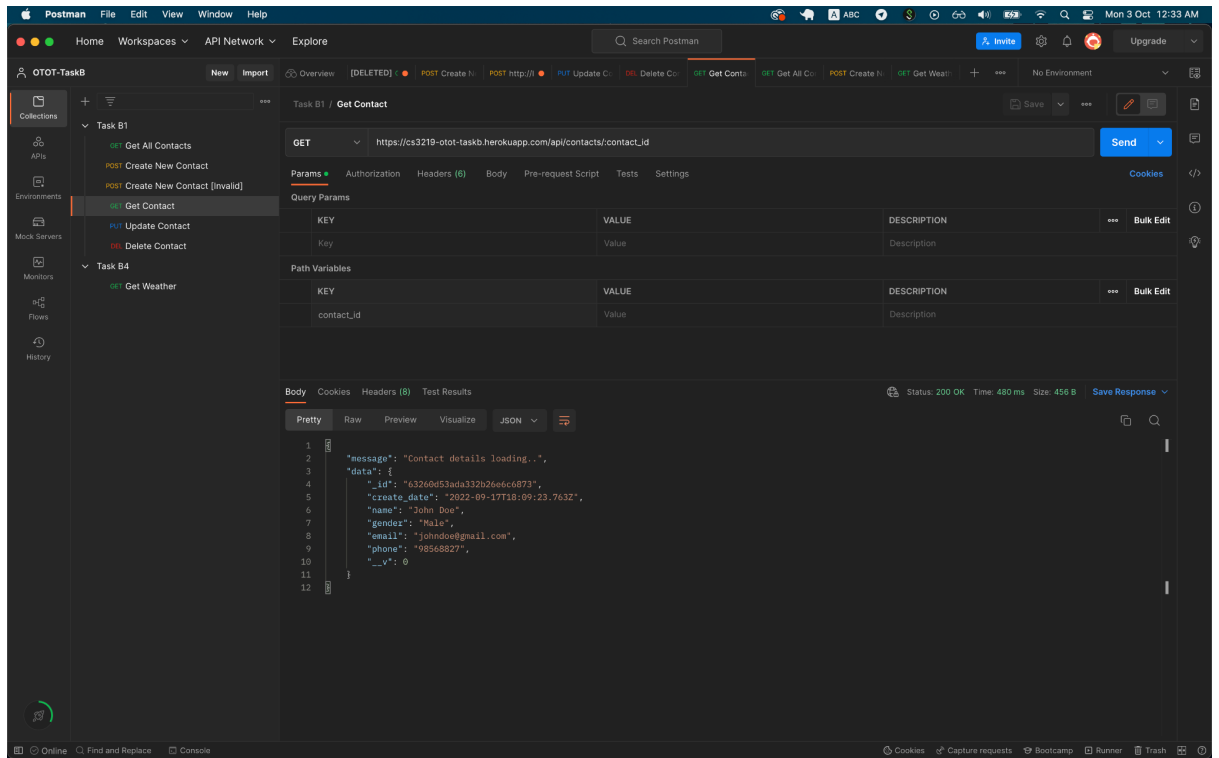 Postman File Edit View Window Help ABC Mon 3 Oct 12:33 AM
Home Workspaces API Network Explore Search Postman Invite Upgrade
OTOT-TaskB New Import Overview [DELETED] POST Create N POST http://l PUT Update C DEL Delete Con GET Get Conta GET Get All Co POST Create N GET Get Weath No Environment
Collections
APIs
Environments
Mock Servers
Monitors
Flows
History
Task B1
GET Get All Contacts
POST Create New Contact
POST Create New Contact [Invalid]
GET Get Contact
PUT Update Contact
DEL Delete Contact
Task B4
GET Get Weather
Task B1 / Get Contact Save
GET https://cs3219-otot-taskb.herokuapp.com/api/contacts/:contact_id Send
Params Authorization Headers (6) Body Pre-request Script Tests Settings Cookies
Query Params
KEY VALUE DESCRIPTION Bulk Edit
Key Value Description
Path Variables
KEY VALUE DESCRIPTION Bulk Edit
contact_id Value Description
Body Cookies Headers (8) Test Results Status: 200 OK Time: 480 ms Size: 456 B Save Response
Pretty Raw Preview Visualize JSON
1 {
2 "message": "Contact details loading..",
3 "data": {
4 "_id": "63260d53ada332b26e6c6873",
5 "create_date": "2022-09-17T18:09:23.763Z",
6 "name": "John Doe",
7 "gender": "Male",
8 "email": "johndoe@gmail.com",
9 "phone": "98568827",
10 "__v": 0
11 }
12 }
Online Find and Replace Console Cookies Capture requests Bootcamp Runner Trash